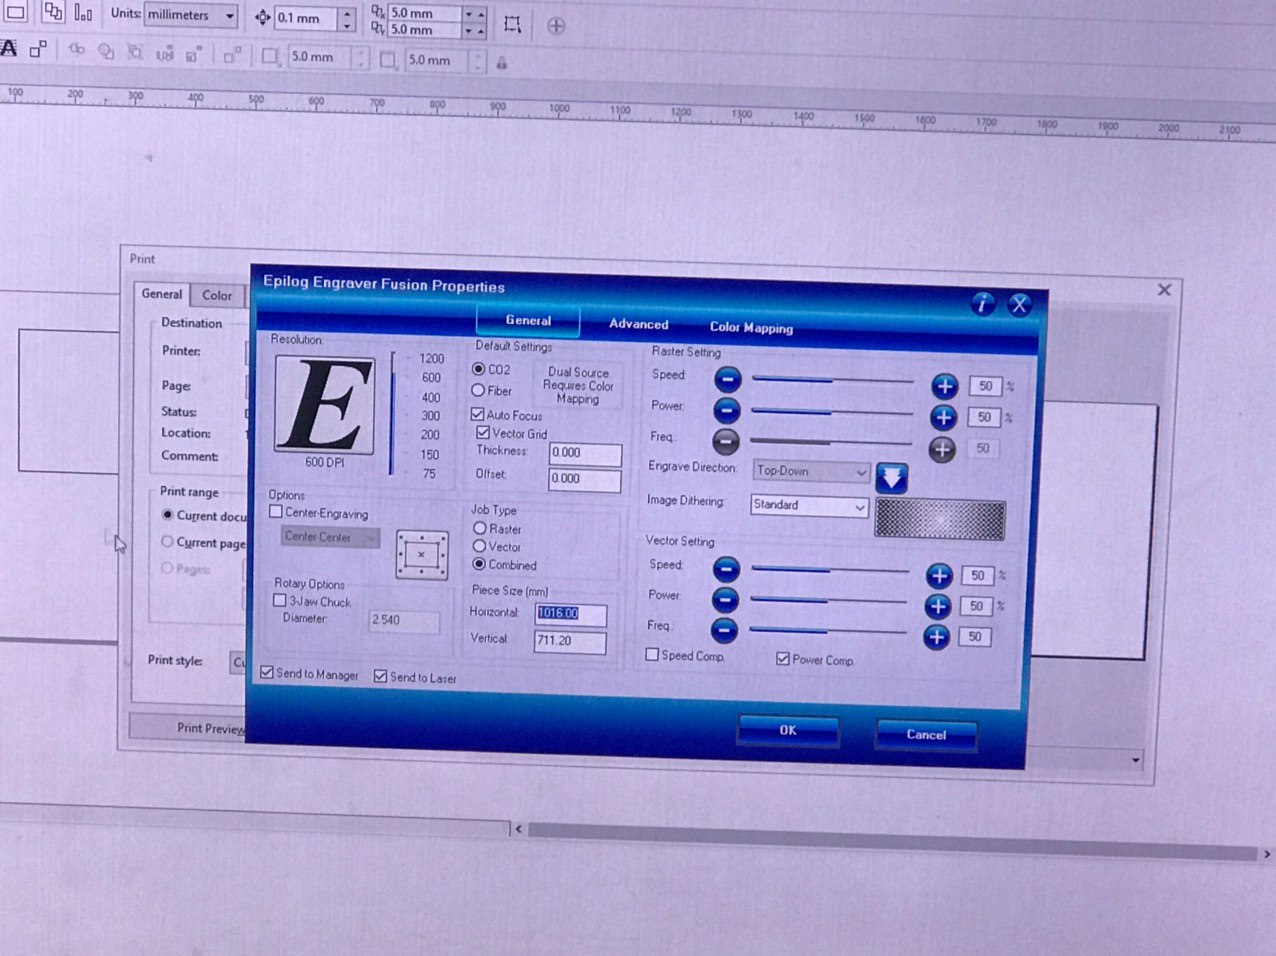 Units: millimeters 0.1 mm 5.0 mm
5.0 mm
A 5.0 mm 5.0 mm
100 200 300 400 500 600 700 800 900 1000 1100 1200 1300 1400 1500 1600 1700 1800 1900 2000 2100
Print
General Color
Destination
Printer:
Page:
Status:
Location:
Comment:
Print range
Current docu
Current page
Pages:
Print style: Cu
Print Preview
Epilog Engraver Fusion Properties
General Advanced Color Mapping
Resolution:
E
600 DPI
1200
600
400
300
200
150
75
Options
Center-Engraving
Center-Center
Rotary Options
3-Jaw Chuck
Diameter: 2.540
Send to Manager Send to Laser
Default Settings
CO2
Fiber
Dual Source
Requires Color
Mapping
Auto Focus
Vector Grid
Thickness: 0.000
Offset: 0.000
Job Type
Raster
Vector
Combined
Piece Size (mm)
Horizontal: 1016.00
Vertical: 711.20
Raster Setting
Speed: 50 %
Power: 50 %
Freq.: 50
Engrave Direction: Top-Down
Image Dithering: Standard
Vector Setting
Speed: 50 %
Power: 50 %
Freq.: 50
Speed Comp. Power Comp.
OK Cancel